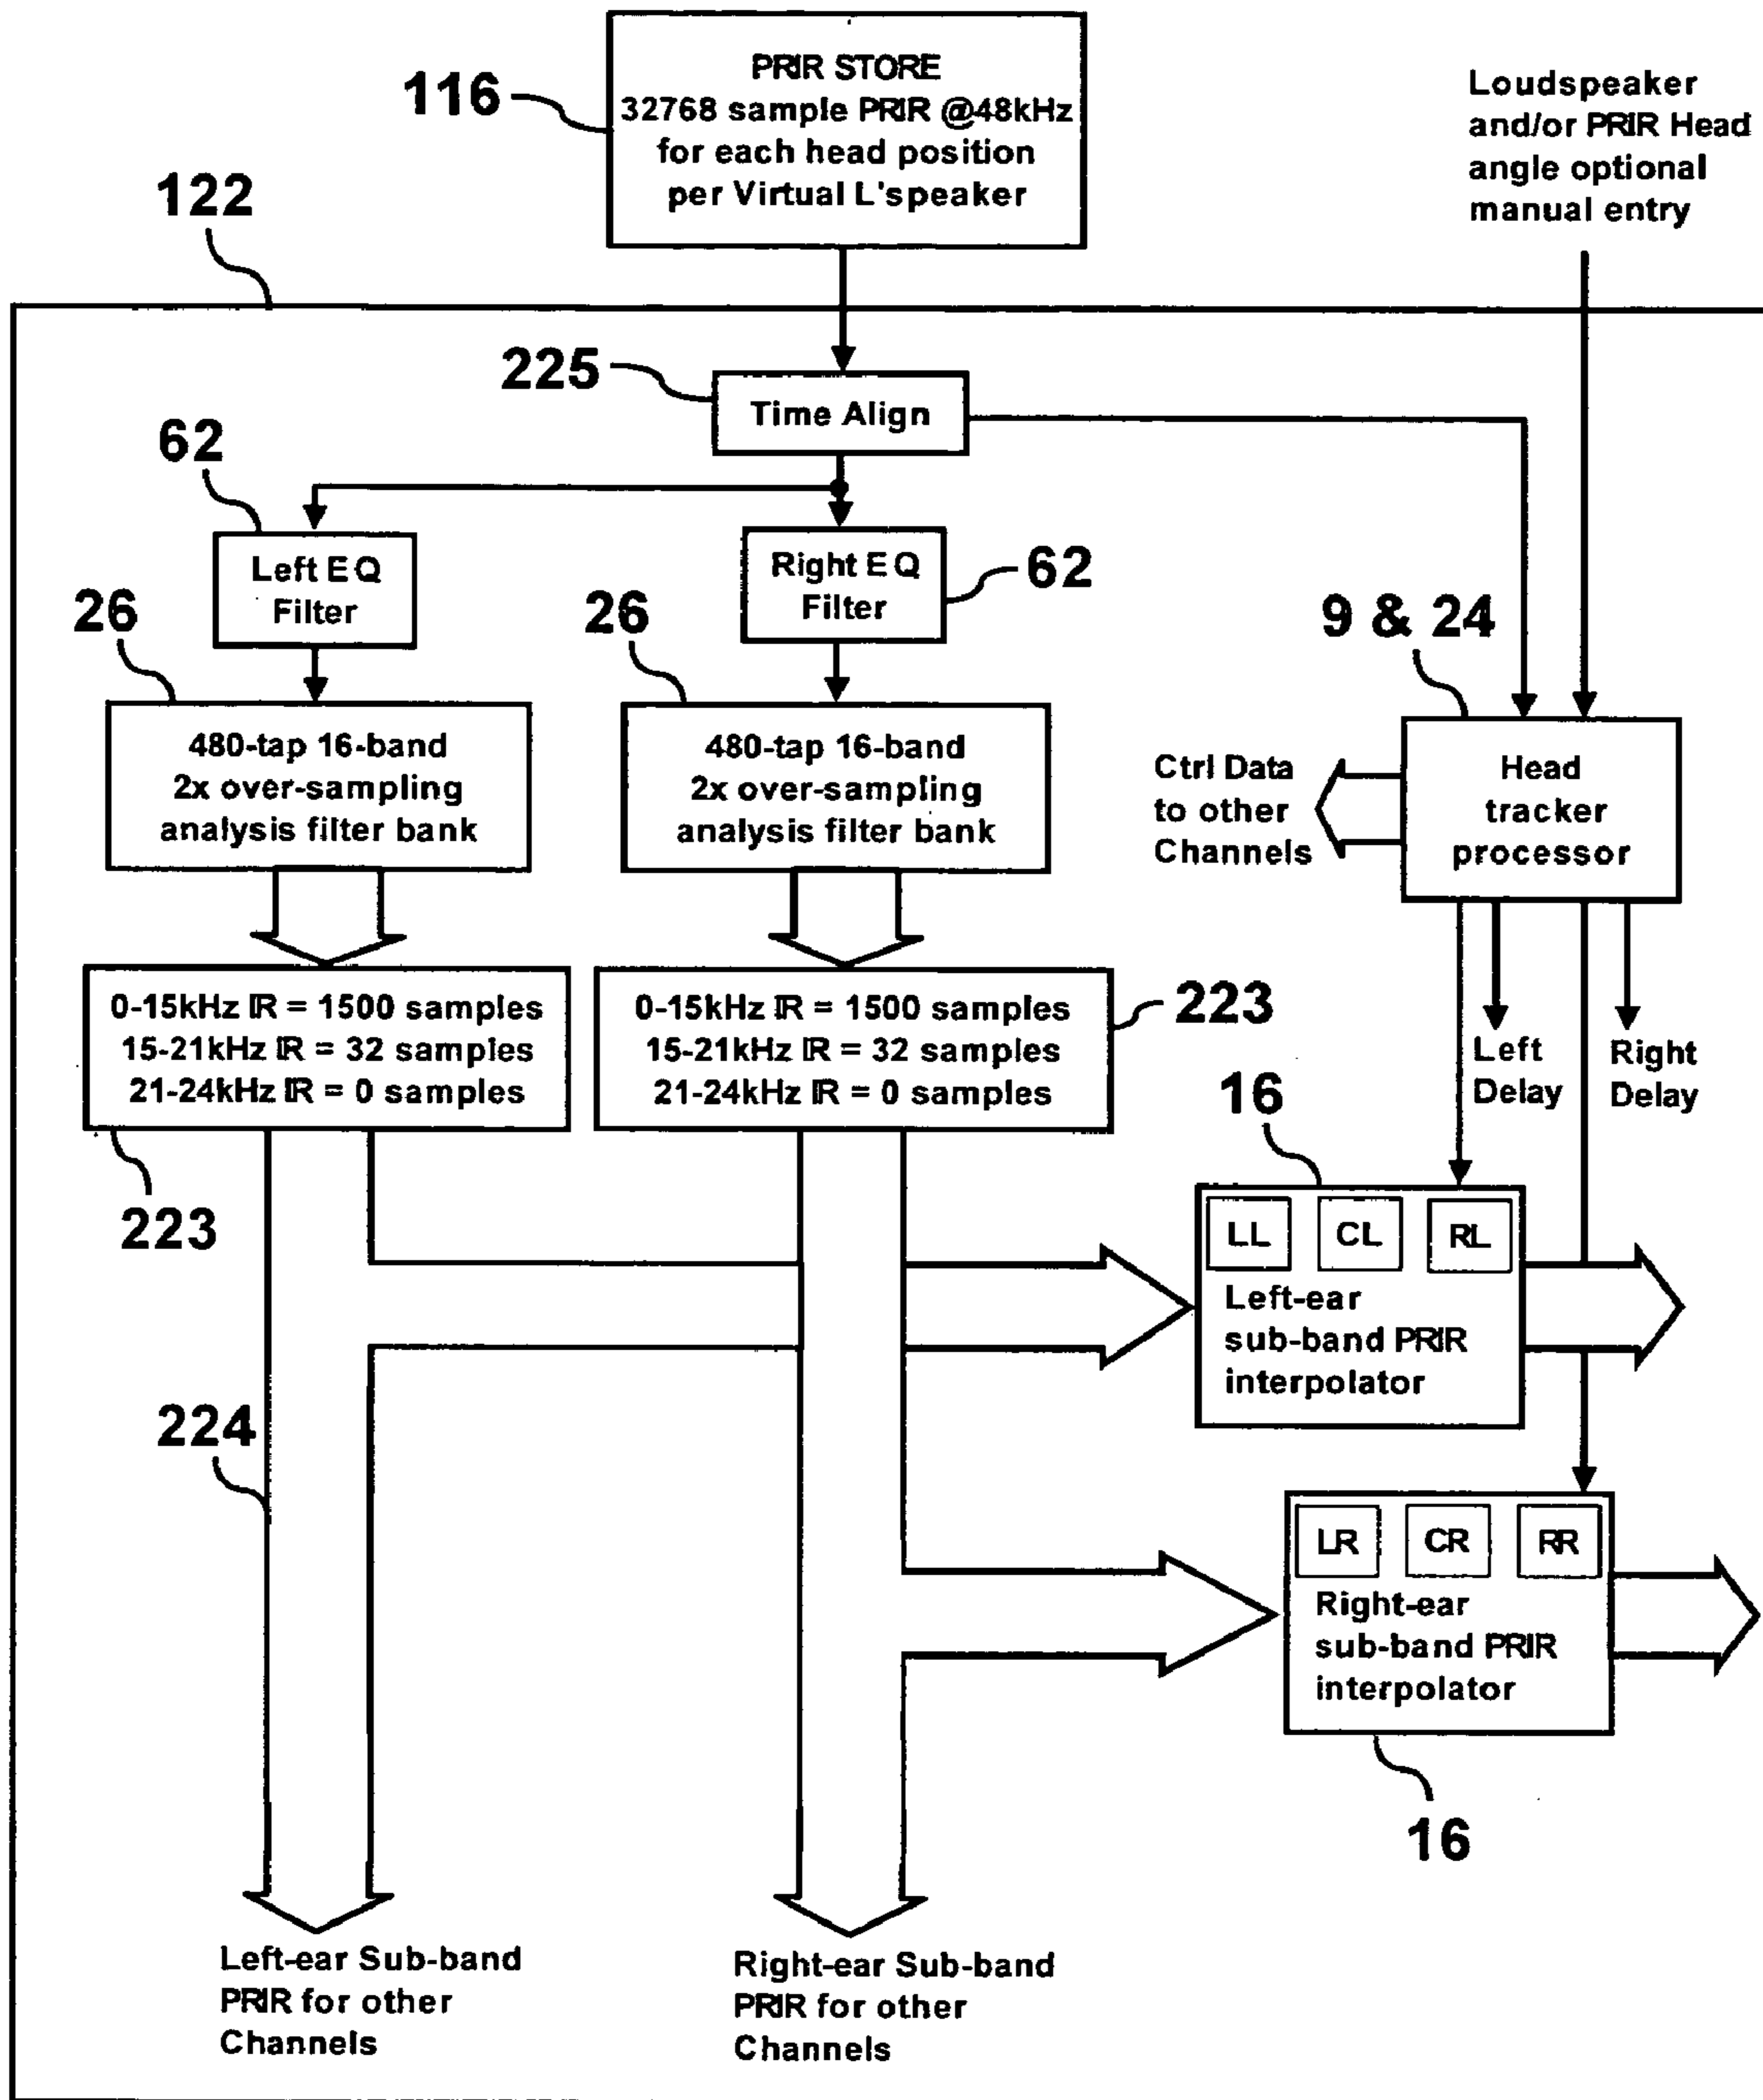 PRIR STORE
32768 sample PRIR @48kHz
for each head position
per Virtual L'speaker
116
Loudspeaker
and/or PRIR Head
angle optional
manual entry
122
225
Time Align
62
Left EQ
Filter
Right EQ
Filter
62
26
26
9 & 24
480-tap 16-band
2x over-sampling
analysis filter bank
480-tap 16-band
2x over-sampling
analysis filter bank
Ctrl Data
to other
Channels
Head
tracker
processor
0-15kHz IR = 1500 samples
15-21kHz IR = 32 samples
21-24kHz IR = 0 samples
0-15kHz IR = 1500 samples
15-21kHz IR = 32 samples
21-24kHz IR = 0 samples
223
Left
Delay
Right
Delay
16
223
LL CL RL
Left-ear
sub-band PRIR
interpolator
224
LR CR RR
Right-ear
sub-band PRIR
interpolator
16
Left-ear Sub-band
PRIR for other
Channels
Right-ear Sub-band
PRIR for other
Channels